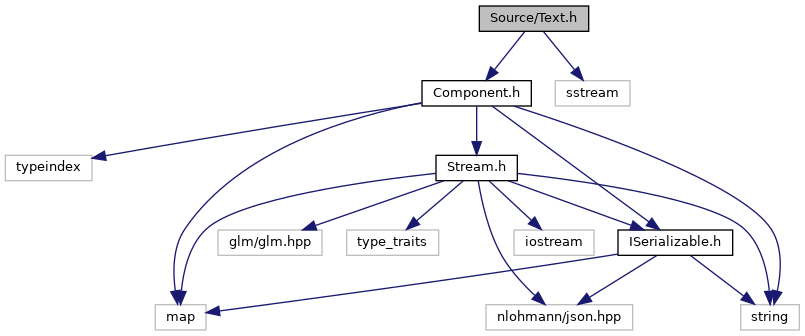 Source/Text.h
Component.h
sstream
typeindex
Stream.h
glm/glm.hpp
type_traits
iostream
ISerializable.h
map
nlohmann/json.hpp
string